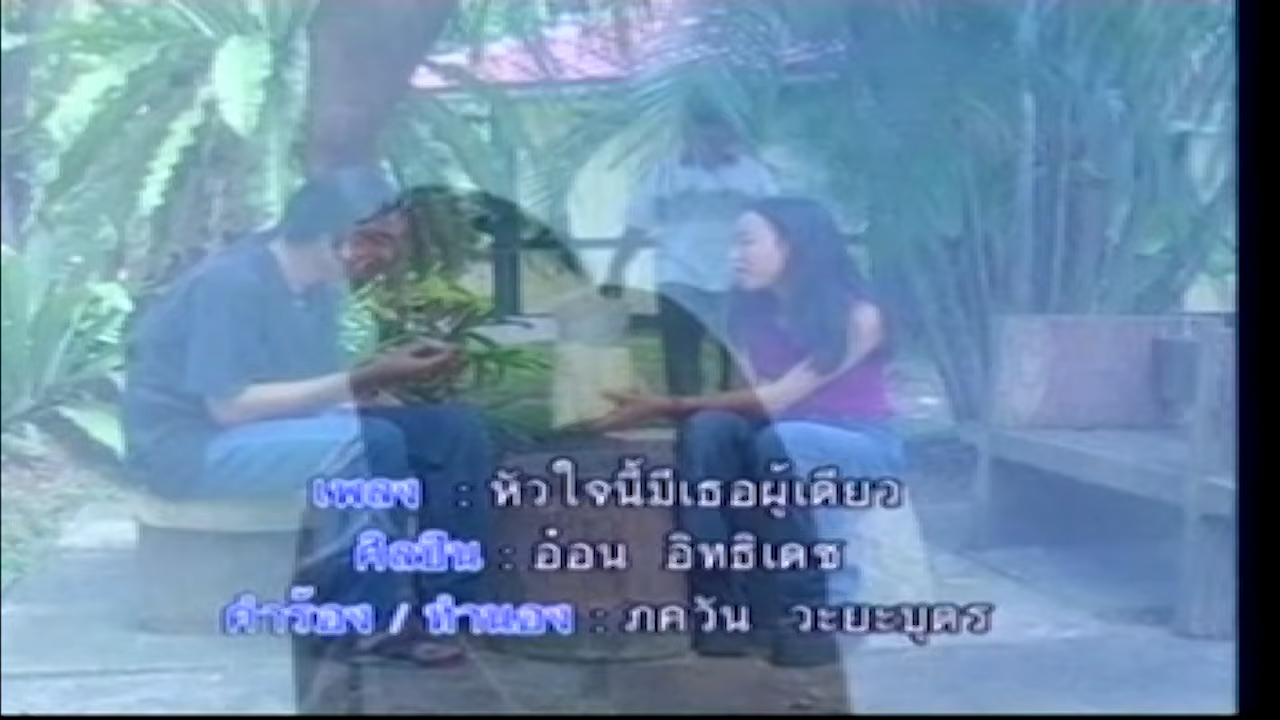 เพลง : หัวใจนี้มีเธอผู้เดียว
ศิลปิน : อ่อน อิทธิเดช
คำร้อง / ทำนอง : ภควัน วะยะบุตร